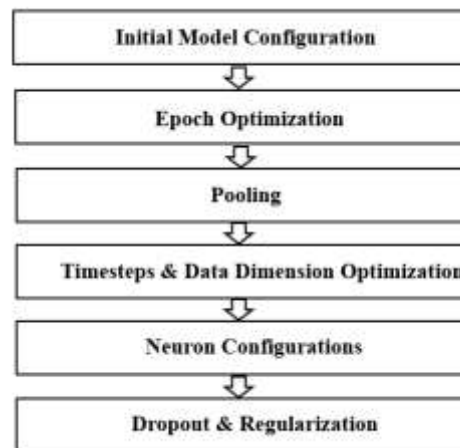 Initial Model Configuration
Epoch Optimization
Pooling
Timesteps & Data Dimension Optimization
Neuron Configurations
Dropout & Regularization